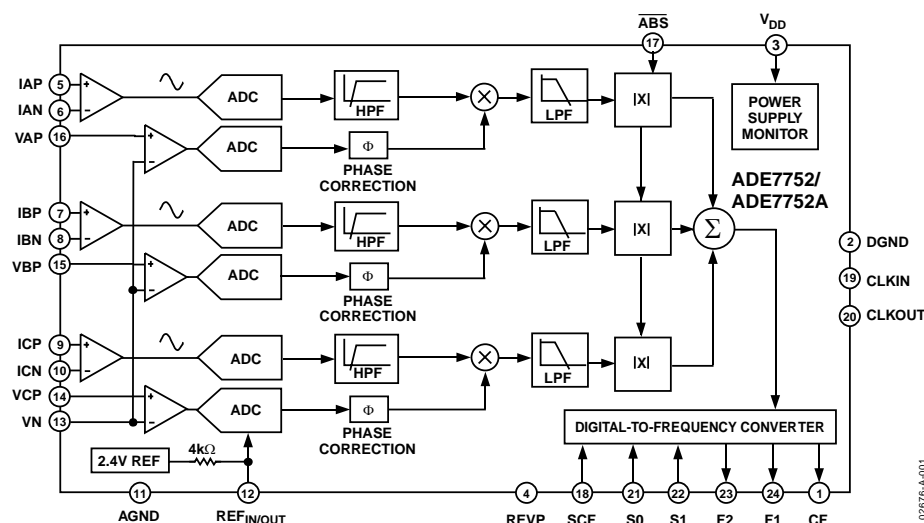 ABS
VDD
17
3
IAP 5 + ADC HPF × LPF |X| POWER SUPPLY MONITOR
IAN 6 −
VAP 16 + − ADC Φ PHASE CORRECTION
ADE7752/
ADE7752A
IBP 7 + ADC HPF × LPF |X| Σ
IBN 8 −
VBP 15 + − ADC Φ PHASE CORRECTION
2 DGND
19 CLKIN
20 CLKOUT
ICP 9 + ADC HPF × LPF |X|
ICN 10 −
VCP 14 + − ADC Φ PHASE CORRECTION
VN 13
DIGITAL-TO-FREQUENCY CONVERTER
2.4V REF 4kΩ
11 12 4 18 21 22 23 24 1
AGND REFIN/OUT REVP SCF S0 S1 F2 F1 CF
02676-A-001